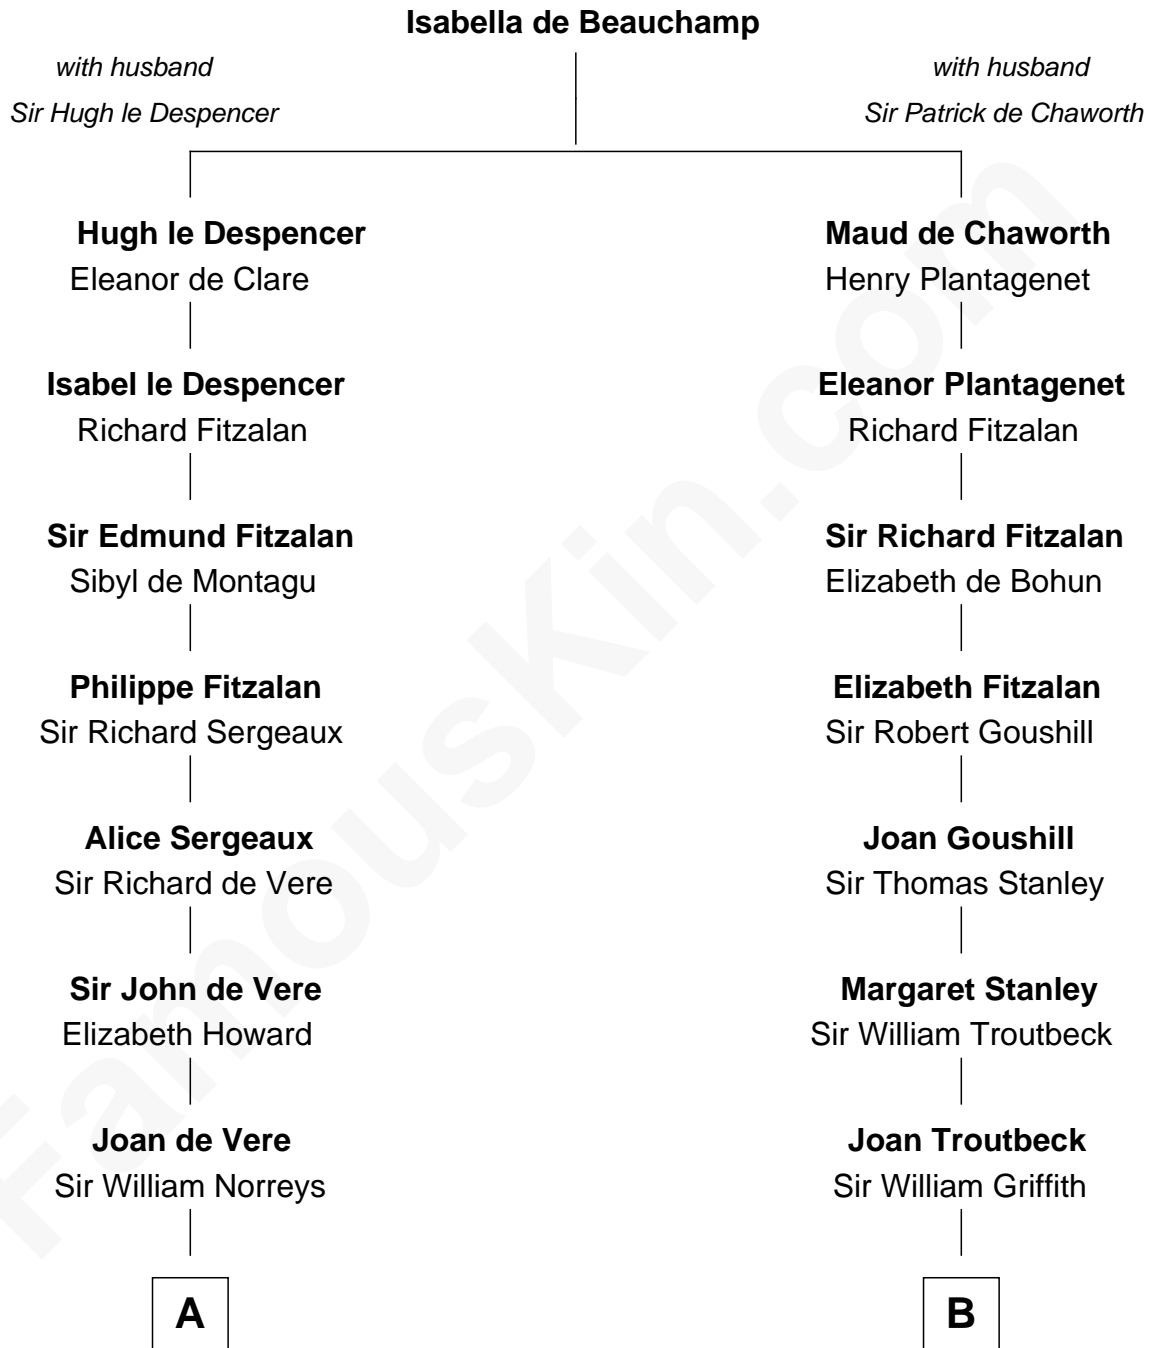 Isabella de Beauchamp
with husband
Sir Hugh le Despencer
with husband
Sir Patrick de Chaworth
Hugh le Despencer
Eleanor de Clare
Maud de Chaworth
Henry Plantagenet
Isabel le Despencer
Richard Fitzalan
Eleanor Plantagenet
Richard Fitzalan
Sir Edmund Fitzalan
Sibyl de Montagu
Sir Richard Fitzalan
Elizabeth de Bohun
Philippe Fitzalan
Sir Richard Sergeaux
Elizabeth Fitzalan
Sir Robert Goushill
Alice Sergeaux
Sir Richard de Vere
Joan Goushill
Sir Thomas Stanley
Sir John de Vere
Elizabeth Howard
Margaret Stanley
Sir William Troutbeck
Joan de Vere
Sir William Norreys
Joan Troutbeck
Sir William Griffith
A
B
FamousKin.com